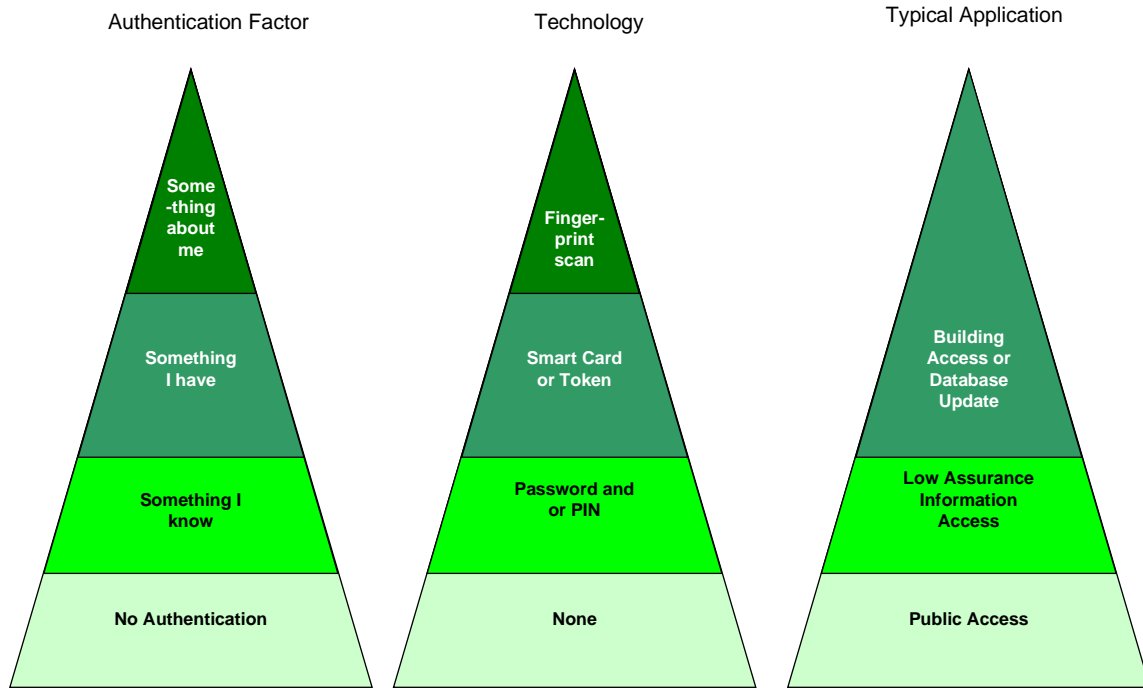 Authentication Factor
Technology
Typical Application
Some
-thing
about
me
Finger-
print
scan
Something
I have
Smart Card
or Token
Building
Access or
Database
Update
Something I
know
Password and
or PIN
Low Assurance
Information
Access
No Authentication
None
Public Access